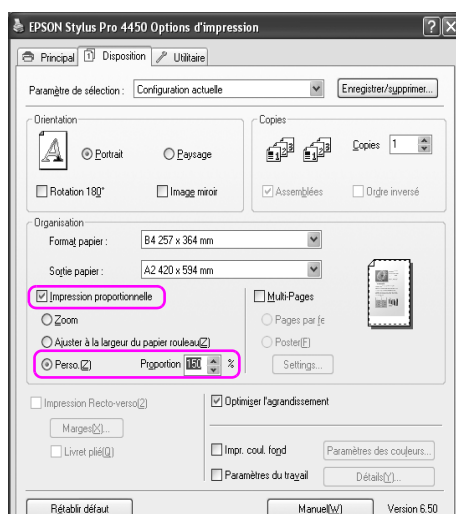 EPSON Stylus Pro 4450 Options d'impression
Principal Disposition Utilitaire
Paramètre de sélection : Configuration actuelle Enregistrer/supprimer...
Orientation
Portrait Paysage
Rotation 180° Image miroir
Copies
Copies 1
Assemblées Ordre inversé
Organisation
Format papier : B4 257 x 364 mm
Sortie papier : A2 420 x 594 mm
Impression proportionnelle
Zoom
Ajuster à la largeur du papier rouleau(Z)
Perso.(Z) Proportion 150 %
Multi-Pages
Pages par fe
Poster(F)
Settings...
Impression Recto-verso(2)
Marges(X)...
Livret plié(Q)
Optimiser l'agrandissement
Impr. coul. fond Paramètres des couleurs...
Paramètres du travail Détails(Y)...
Rétablir défaut Manuel(W) Version 6.50